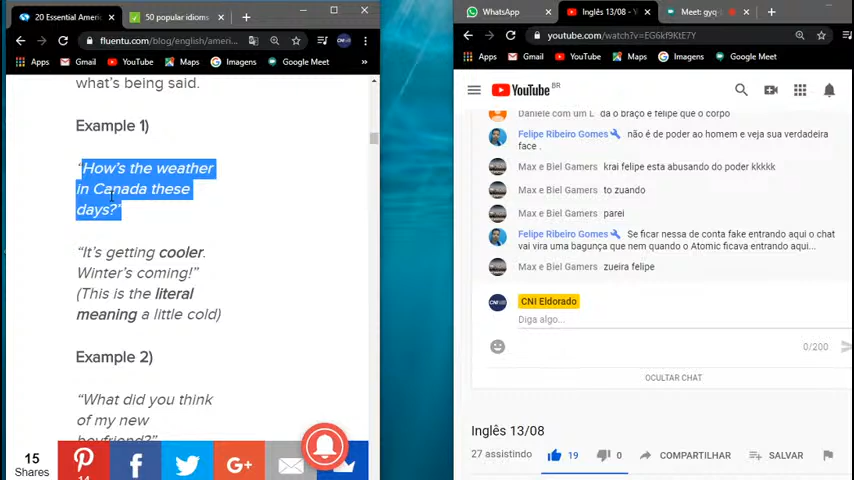 20 Essential Ameri
50 popular idioms
fluentu.com/blog/english/ameri...
Apps
Gmail
YouTube
Maps
Imagens
Google Meet
what's being said.
Example 1)
"How's the weather
in Canada these
days?"
"It's getting cooler.
Winter's coming!"
(This is the literal
meaning a little cold)
Example 2)
"What did you think
of my new
boyfriend?"
15
Shares
14
WhatsApp
Inglês 13/08 - Y
Meet: gyq
youtube.com/watch?v=EG6kf9KtE7Y
Apps
Gmail
YouTube
Maps
Imagens
Google Meet
YouTube BR
Daniele com um L da o braço e felipe que o corpo
Felipe Ribeiro Gomes não é de poder ao homem e veja sua verdadeira
face .
Max e Biel Gamers krai felipe esta abusando do poder kkkkk
Max e Biel Gamers to zuando
Max e Biel Gamers parei
Felipe Ribeiro Gomes Se ficar nessa de conta fake entrando aqui o chat
vai vira uma bagunça que nem quando o Atomic ficava entrando aqui...
Max e Biel Gamers zueira felipe
CNI Eldorado
Diga algo...
0/200
OCULTAR CHAT
Inglês 13/08
27 assistindo
19
0
COMPARTILHAR
SALVAR